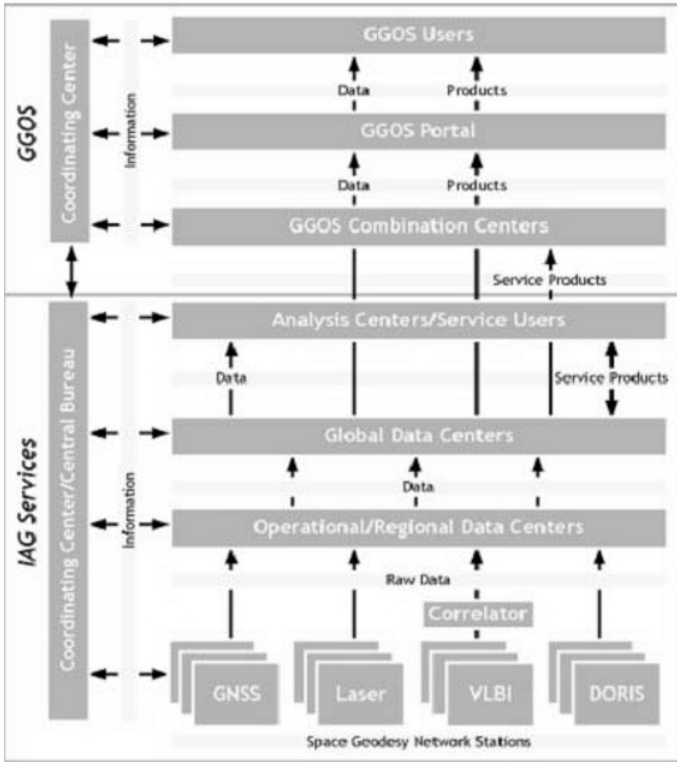 GGOS
Coordinating Center
Information
GGOS Users
Data
Products
GGOS Portal
Data
Products
GGOS Combination Centers
Service Products
IAG Services
Coordinating Center/Central Bureau
Information
Analysis Centers/Service Users
Data
Service Products
Global Data Centers
Data
Operational/Regional Data Centers
Raw Data
Correlator
GNSS
Laser
VLBI
DORIS
Space Geodesy Network Stations